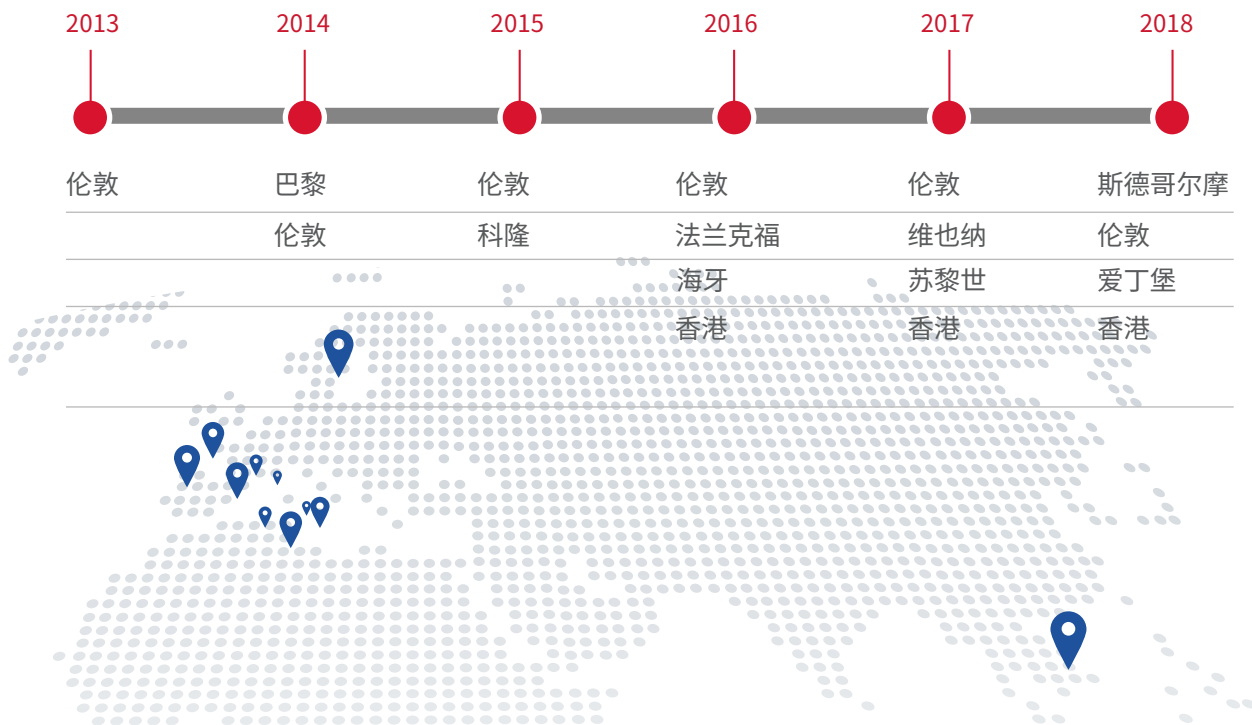 2013 2014 2015 2016 2017 2018
伦敦 巴黎 伦敦 伦敦 伦敦 斯德哥尔摩
伦敦 科隆 法兰克福 维也纳 伦敦
海牙 苏黎世 爱丁堡
香港 香港 香港